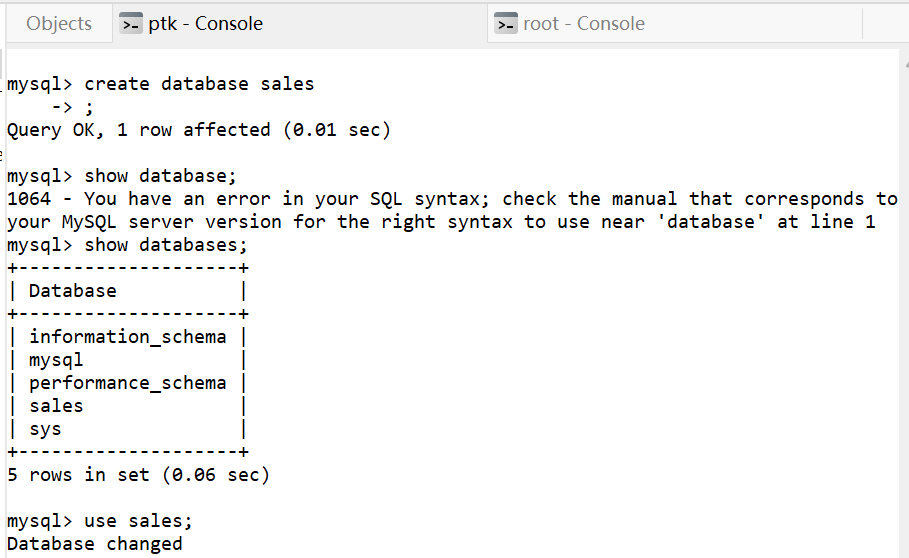 Objects
ptk - Console
root - Console
mysql> create database sales
    -> ;
Query OK, 1 row affected (0.01 sec)
mysql> show database;
1064 - You have an error in your SQL syntax; check the manual that corresponds to
your MySQL server version for the right syntax to use near 'database' at line 1
mysql> show databases;
+--------------------+
| Database           |
+--------------------+
| information_schema |
| mysql              |
| performance_schema |
| sales              |
| sys                |
+--------------------+
5 rows in set (0.06 sec)
mysql> use sales;
Database changed